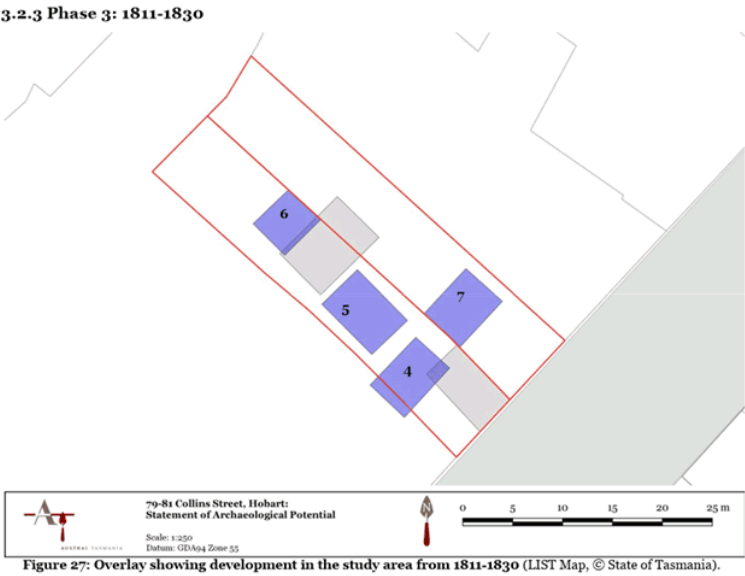 3.2.3 Phase 3: 1811-1830
6
5
7
4
A T
AUSTRAL TASMANIA
79-81 Collins Street, Hobart:
Statement of Archaeological Potential
Scale: 1:250
Datum: GDA94 Zone 55
N
0 5 10 15 20 25 m
Figure 27: Overlay showing development in the study area from 1811-1830 (LIST Map, © State of Tasmania).